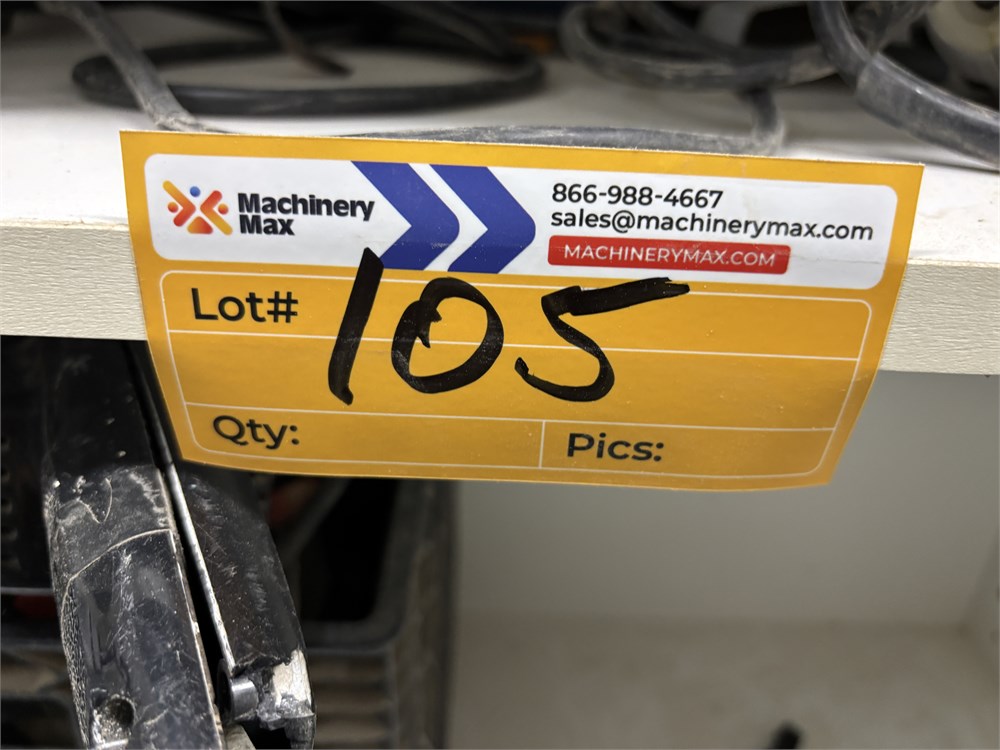 Machinery
Max
866-988-4667
sales@machinerymax.com
MACHINERYMAX.COM
Lot# 105
Qty:
Pics: